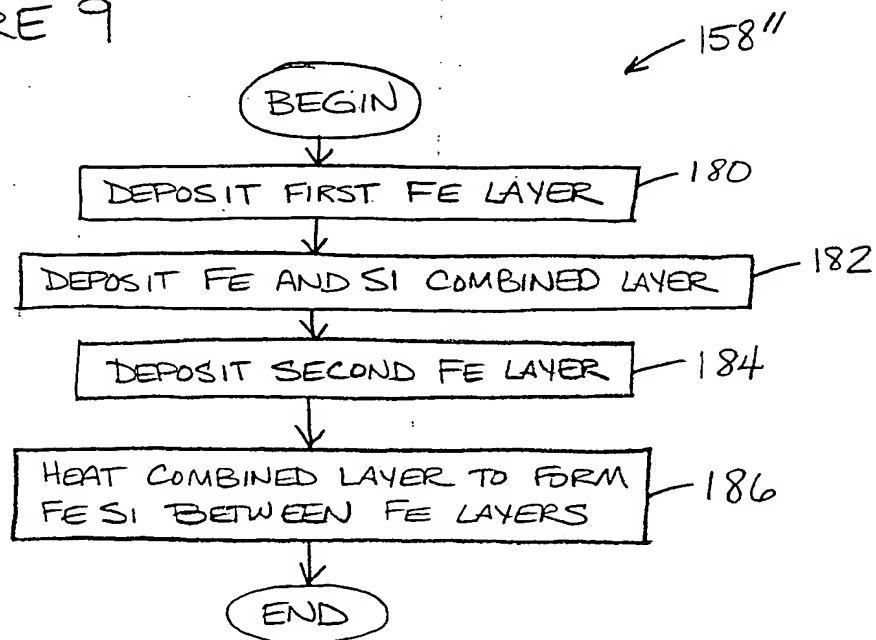 RE 9
158"
BEGIN
DEPOSIT FIRST FE LAYER
180
DEPOSIT FE AND SI COMBINED LAYER
182
DEPOSIT SECOND FE LAYER
184
HEAT COMBINED LAYER TO FORM
FE SI BETWEEN FE LAYERS
186
END